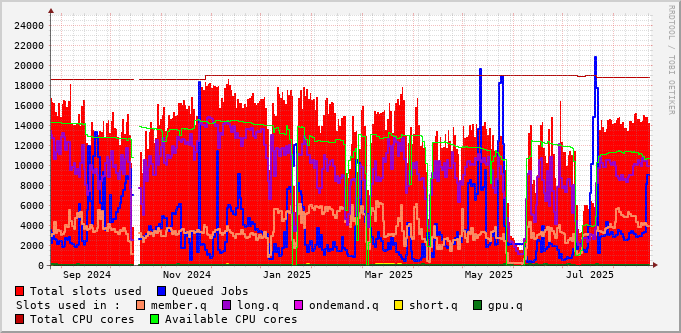 24000
22000
20000
18000
16000
14000
12000
10000
8000
6000
4000
2000
0
Sep 2024 Nov 2024 Jan 2025 Mar 2025 May 2025 Jul 2025
RRDTOOL / TOBI OETIKER
Total slots used Queued Jobs
Slots used in : member.q long.q ondemand.q short.q gpu.q
Total CPU cores Available CPU cores